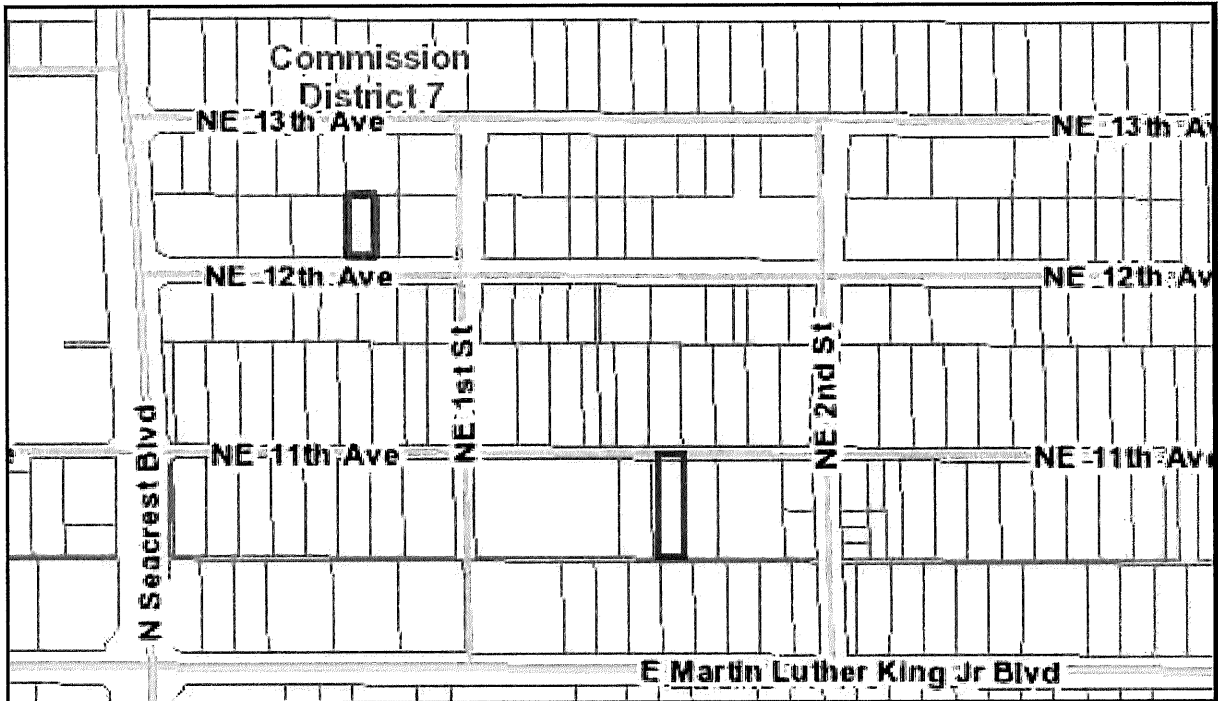 Commission
District 7
NE 13th Ave
NE 13th Av
NE 12th Ave
NE 12th Av
NE 1st St
NE 2nd St
N Seacrest Blvd
NE 11th Ave
NE 11th Ave
E Martin Luther King Jr Blvd